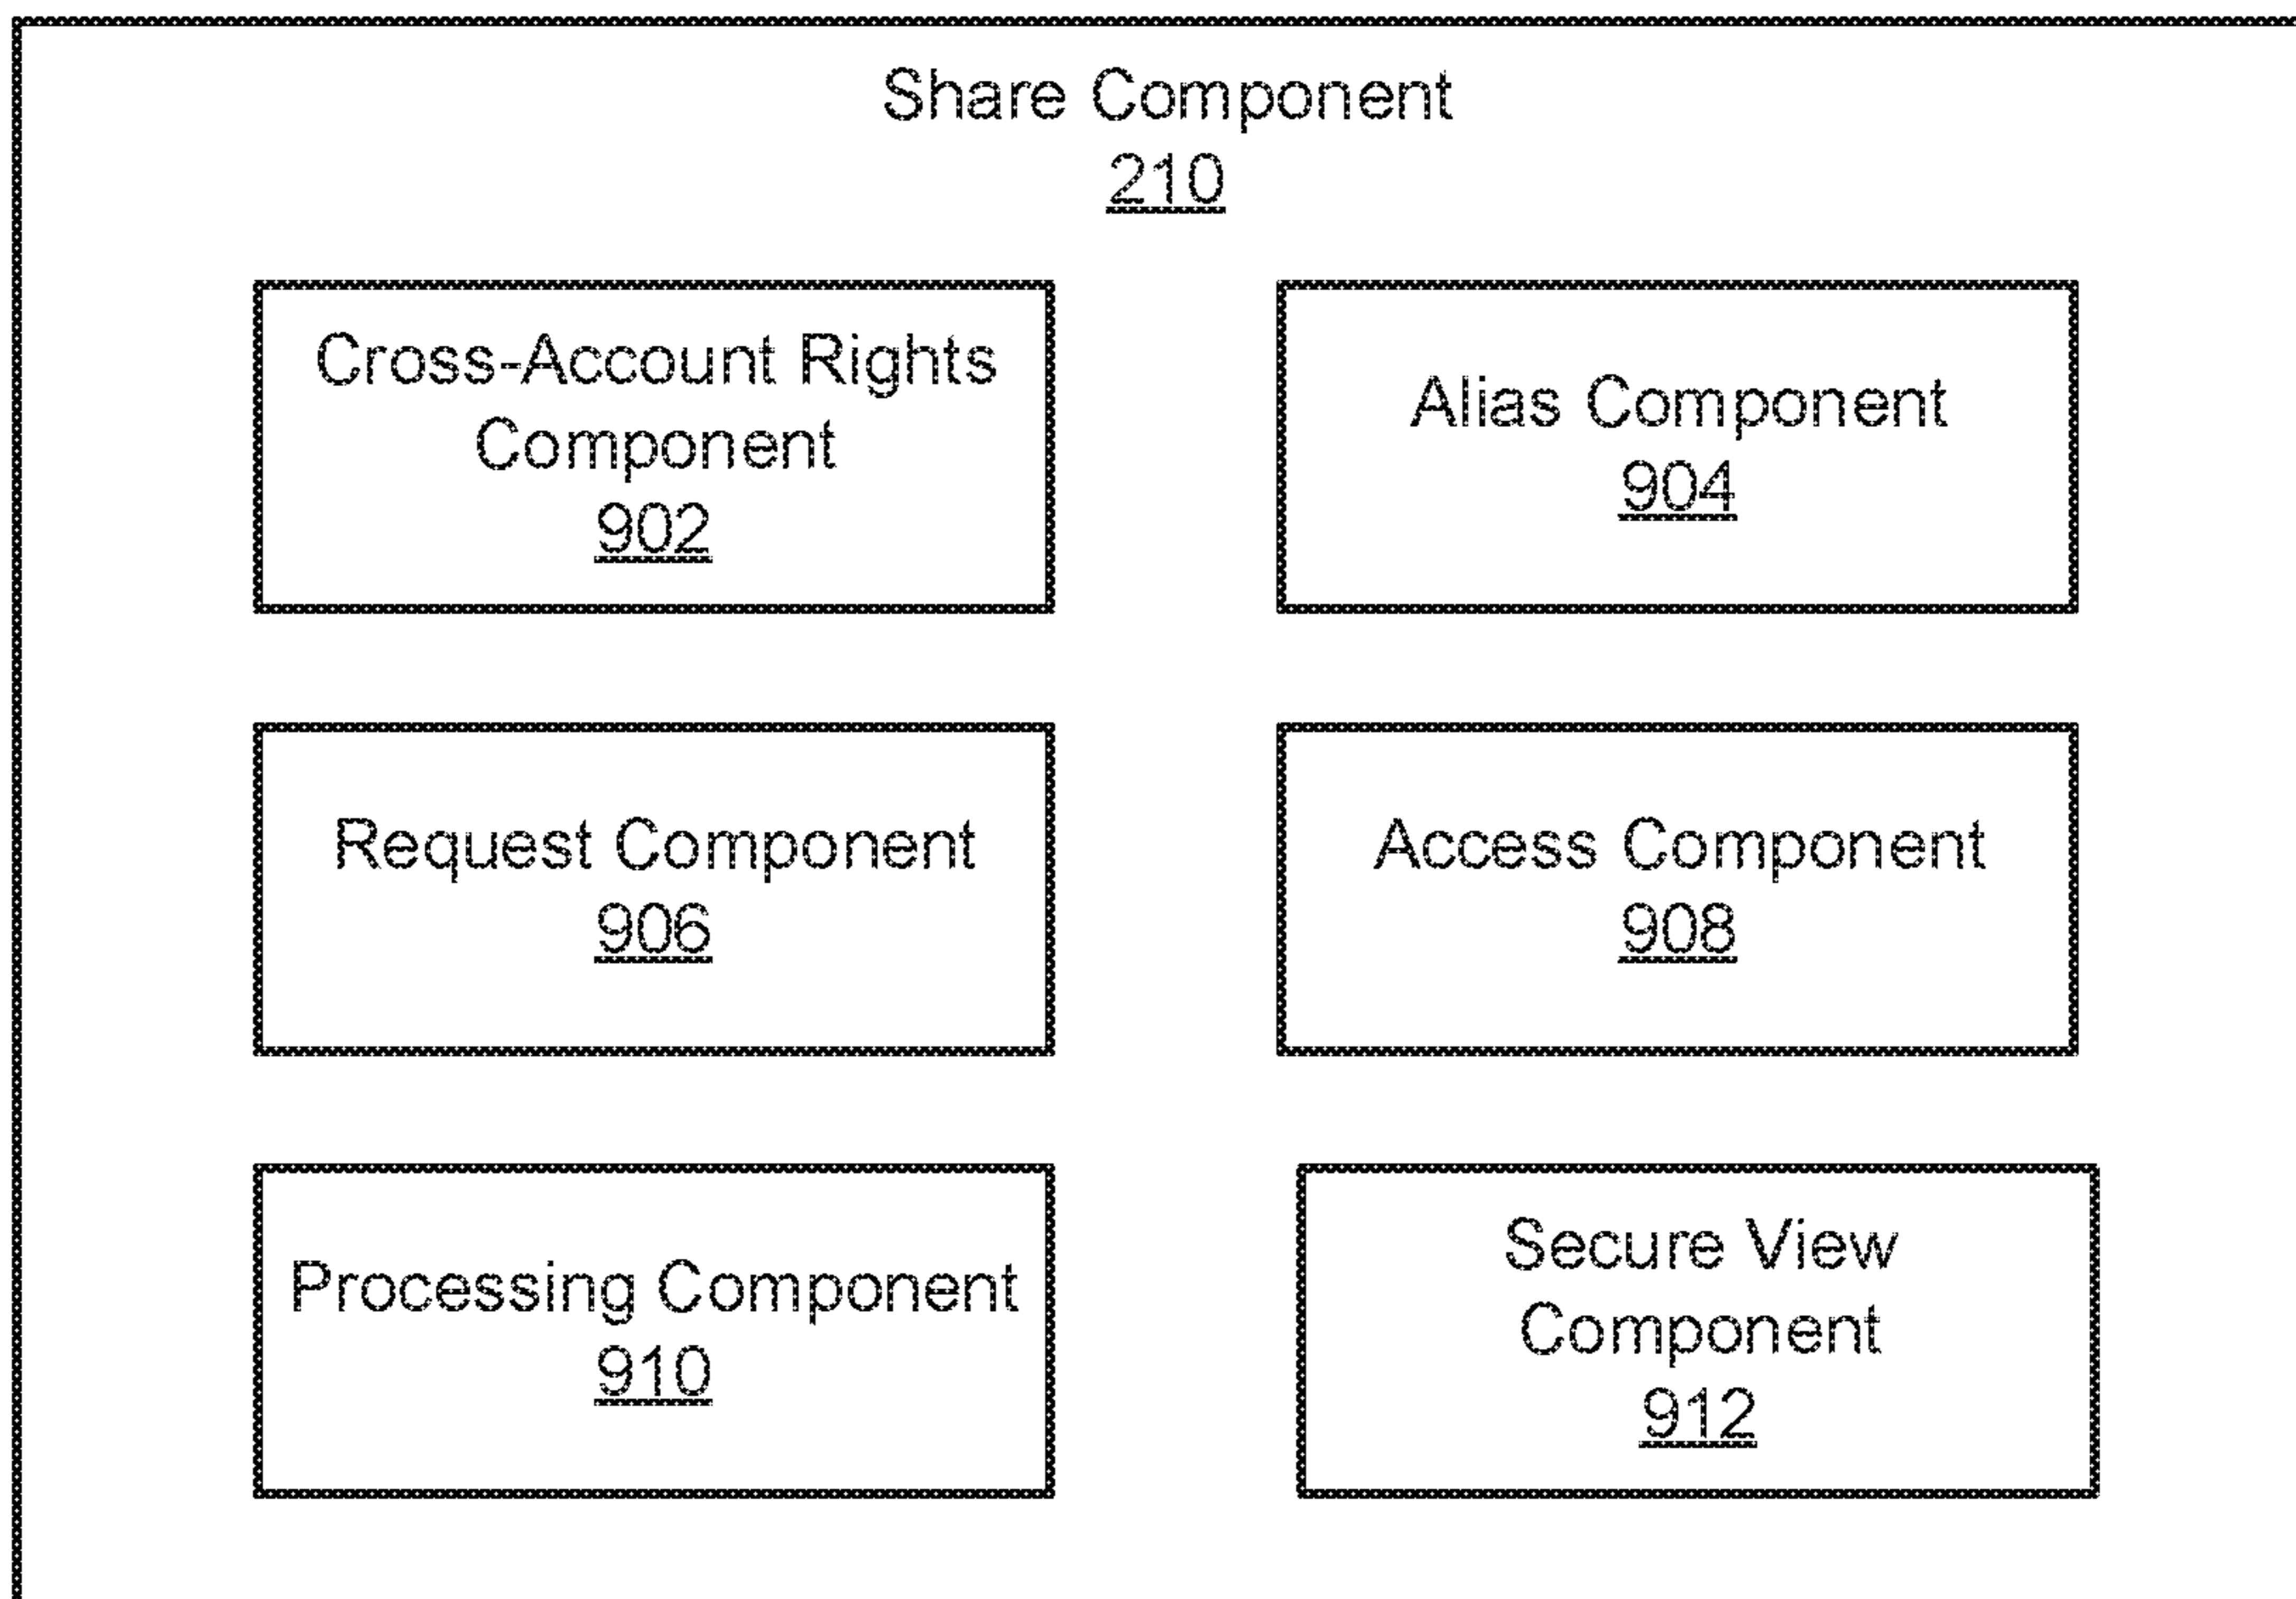 Share Component
210
Cross-Account Rights
Component
902
Alias Component
904
Request Component
906
Access Component
908
Processing Component
910
Secure View
Component
912